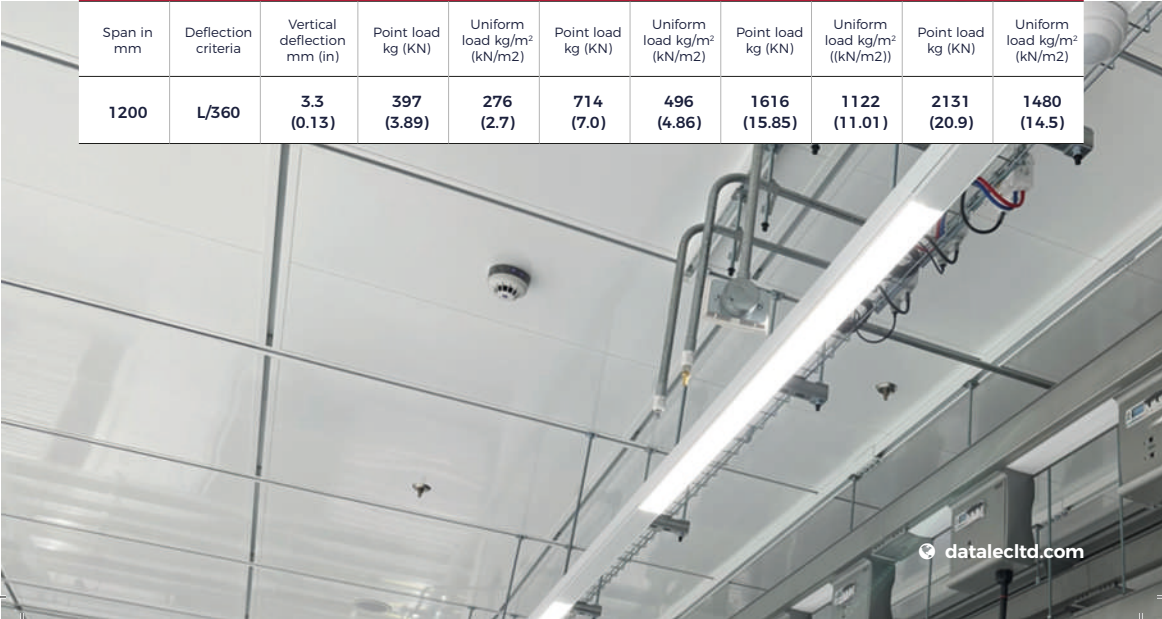 Span in mm
Deflection criteria
Vertical deflection mm (in)
Point load kg (KN)
Uniform load kg/m² (kN/m2)
Point load kg (KN)
Uniform load kg/m² (kN/m2)
Point load kg (KN)
Uniform load kg/m² ((kN/m2))
Point load kg (KN)
Uniform load kg/m² (kN/m2)
1200
L/360
3.3 (0.13)
397 (3.89)
276 (2.7)
714 (7.0)
496 (4.86)
1616 (15.85)
1122 (11.01)
2131 (20.9)
1480 (14.5)
datalecltd.com